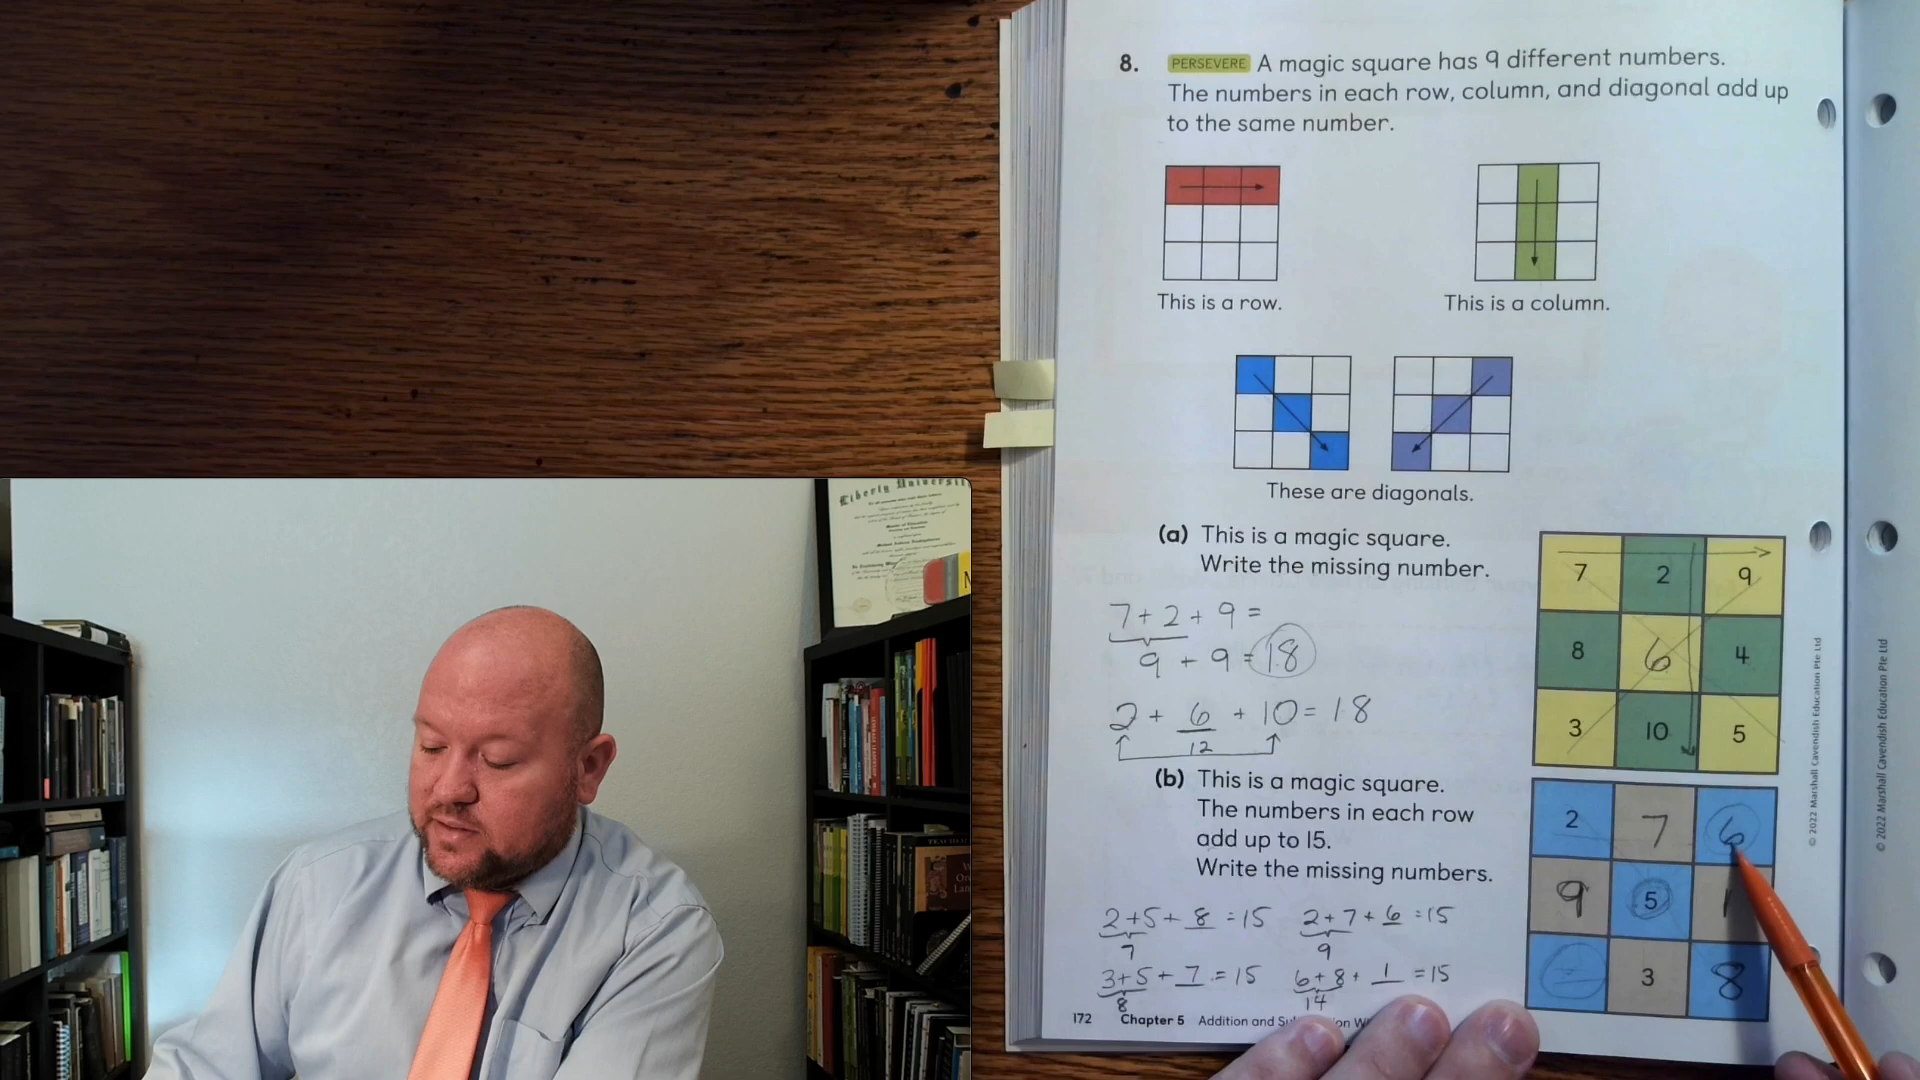 8. PERSEVERE A magic square has 9 different numbers.
The numbers in each row, column, and diagonal add up
to the same number.
This is a row.
This is a column.
These are diagonals.
(a) This is a magic square.
Write the missing number.
7 + 2 + 9 =
9 + 9 = 18
2 + 6 + 10 = 18
12
7 2 9
8 6 4
3 10 5
(b) This is a magic square.
The numbers in each row
add up to 15.
Write the missing numbers.
2 + 5 + 8 = 15
7
2 + 7 + 6 = 15
9
3 + 5 + 7 = 15
8
6 + 8 + 1 = 15
14
2 7 6
9 5 1
3 8
172 Chapter 5 Addition and
© 2022 Marshall Cavendish Education Pte Ltd
© 2022 Marshall Cavendish Education Pte Ltd
Liberty University